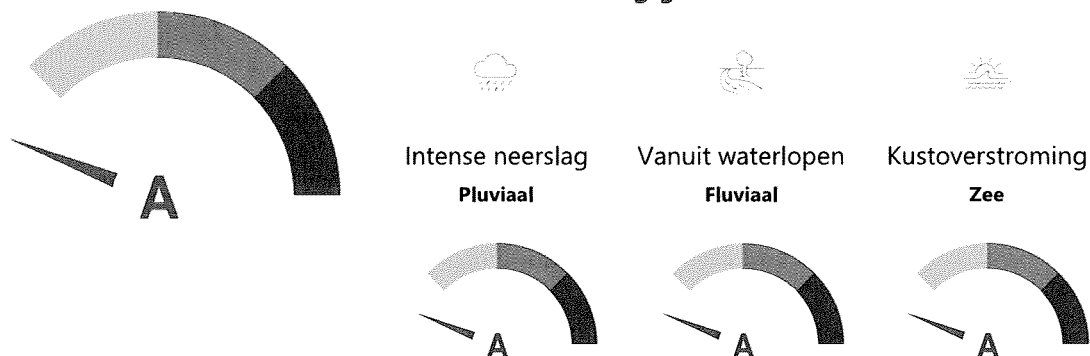 A
Intense neerslag
Pluviaal
A
Vanuit waterlopen
Fluviaal
A
Kustoverstroming
Zee
A